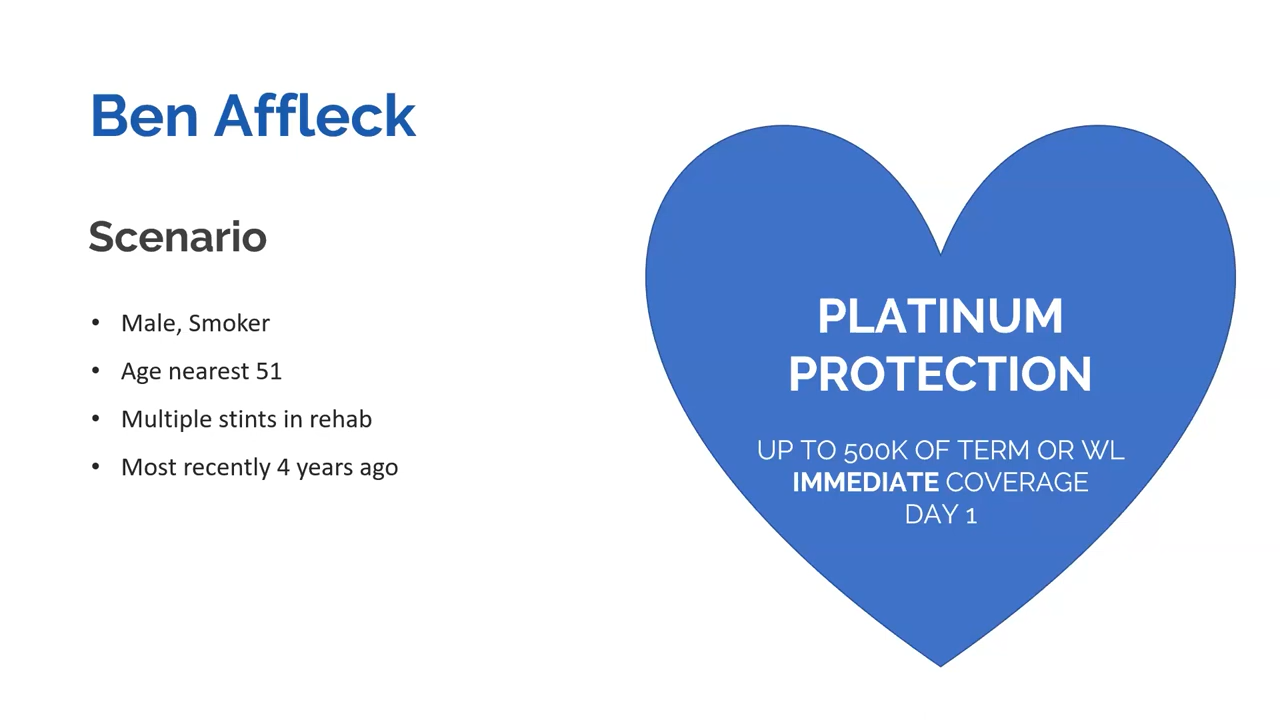 Ben Affleck
Scenario
• Male, Smoker
• Age nearest 51
• Multiple stints in rehab
• Most recently 4 years ago
PLATINUM
PROTECTION
UP TO 500K OF TERM OR WL
IMMEDIATE COVERAGE
DAY 1